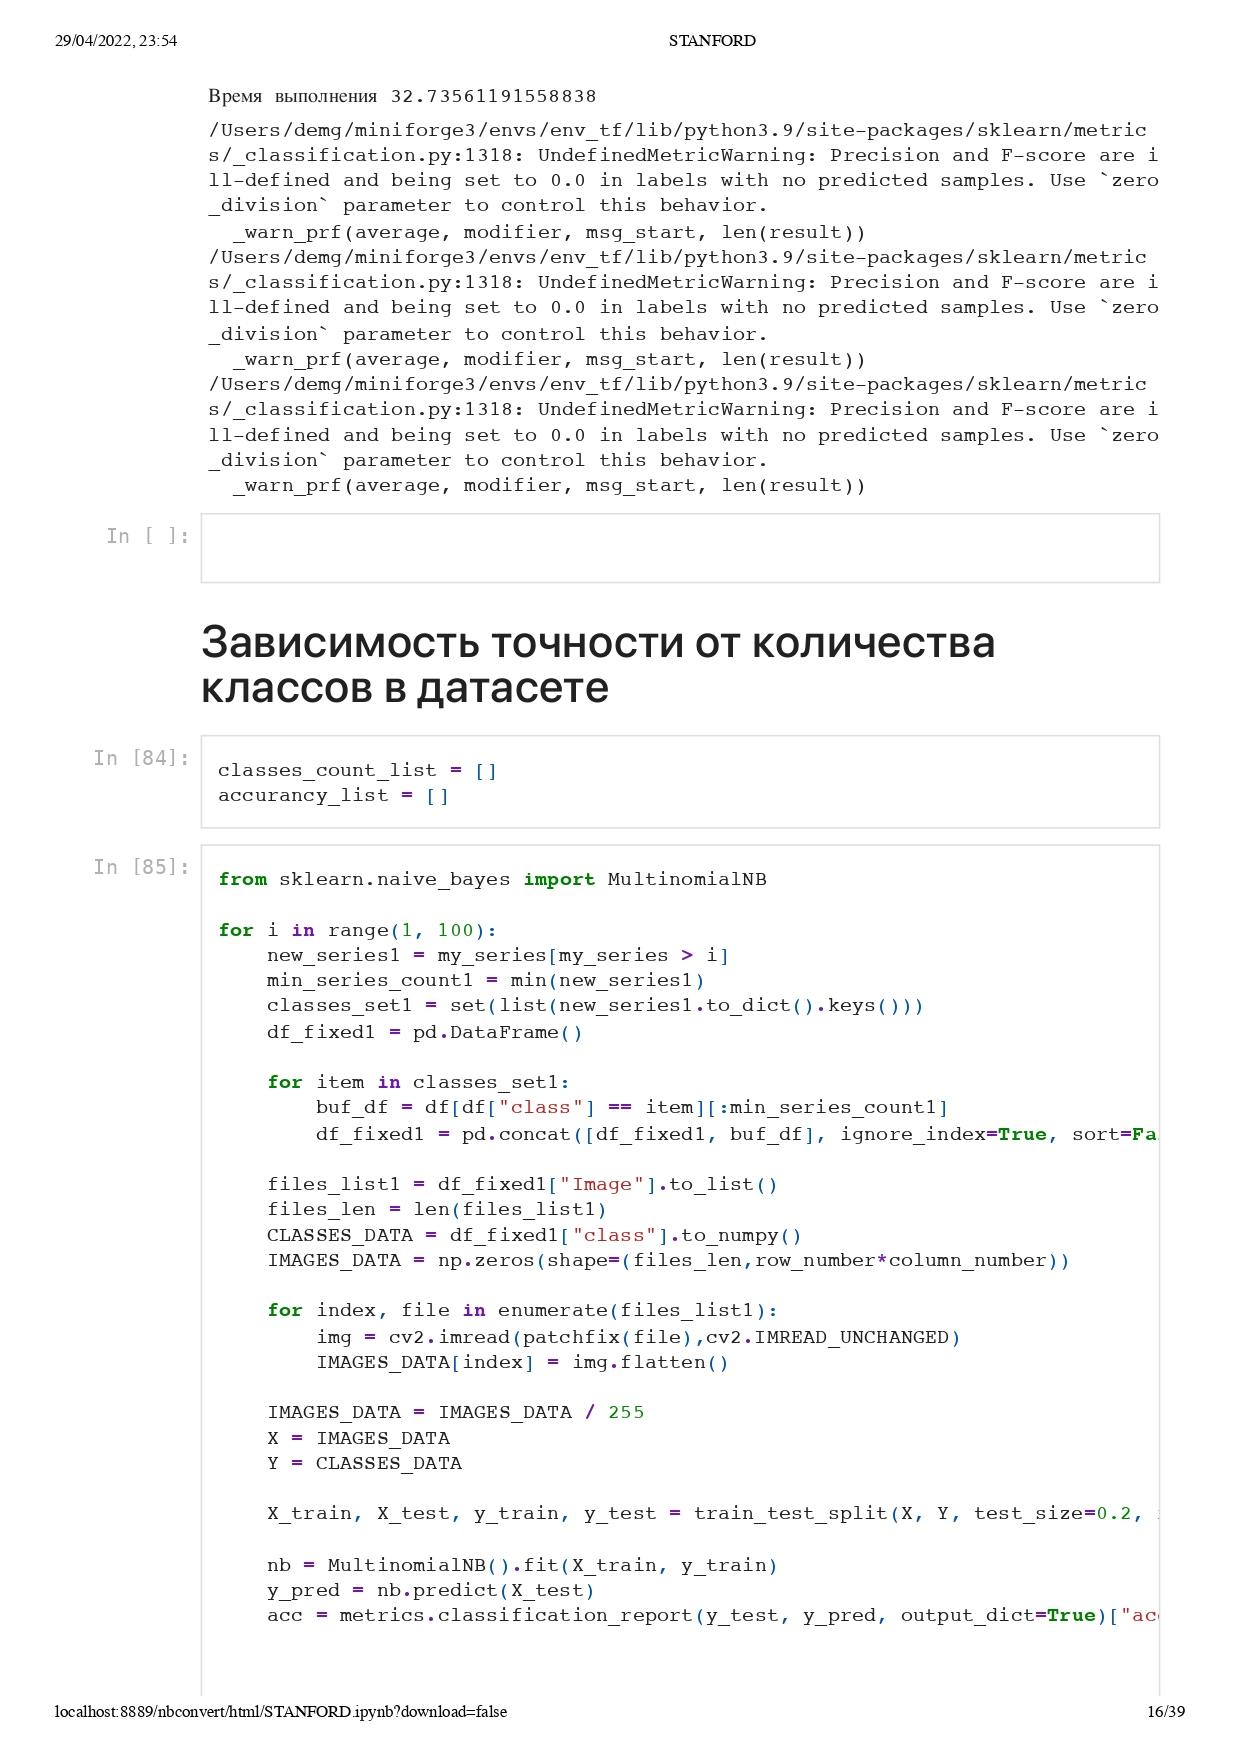 29/04/2022, 23:54 STANFORD
Время выполнения 32.73561191558838
/Users/demg/miniforge3/envs/env_tf/lib/python3.9/site-packages/sklearn/metric
s/_classification.py:1318: UndefinedMetricWarning: Precision and F-score are i
ll-defined and being set to 0.0 in labels with no predicted samples. Use `zero
_division` parameter to control this behavior.
  _warn_prf(average, modifier, msg_start, len(result))
/Users/demg/miniforge3/envs/env_tf/lib/python3.9/site-packages/sklearn/metric
s/_classification.py:1318: UndefinedMetricWarning: Precision and F-score are i
ll-defined and being set to 0.0 in labels with no predicted samples. Use `zero
_division` parameter to control this behavior.
  _warn_prf(average, modifier, msg_start, len(result))
/Users/demg/miniforge3/envs/env_tf/lib/python3.9/site-packages/sklearn/metric
s/_classification.py:1318: UndefinedMetricWarning: Precision and F-score are i
ll-defined and being set to 0.0 in labels with no predicted samples. Use `zero
_division` parameter to control this behavior.
  _warn_prf(average, modifier, msg_start, len(result))
In [ ]:
Зависимость точности от количества
классов в датасете
In [84]:
classes_count_list = []
accurancy_list = []
In [85]:
from sklearn.naive_bayes import MultinomialNB
for i in range(1, 100):
    new_series1 = my_series[my_series > i]
    min_series_count1 = min(new_series1)
    classes_set1 = set(list(new_series1.to_dict().keys()))
    df_fixed1 = pd.DataFrame()
    for item in classes_set1:
        buf_df = df[df["class"] == item][:min_series_count1]
        df_fixed1 = pd.concat([df_fixed1, buf_df], ignore_index=True, sort=Fa
    files_list1 = df_fixed1["Image"].to_list()
    files_len = len(files_list1)
    CLASSES_DATA = df_fixed1["class"].to_numpy()
    IMAGES_DATA = np.zeros(shape=(files_len,row_number*column_number))
    for index, file in enumerate(files_list1):
        img = cv2.imread(patchfix(file),cv2.IMREAD_UNCHANGED)
        IMAGES_DATA[index] = img.flatten()
    IMAGES_DATA = IMAGES_DATA / 255
    X = IMAGES_DATA
    Y = CLASSES_DATA
    X_train, X_test, y_train, y_test = train_test_split(X, Y, test_size=0.2,
    nb = MultinomialNB().fit(X_train, y_train)
    y_pred = nb.predict(X_test)
    acc = metrics.classification_report(y_test, y_pred, output_dict=True)["ac
localhost:8889/nbconvert/html/STANFORD.ipynb?download=false 16/39